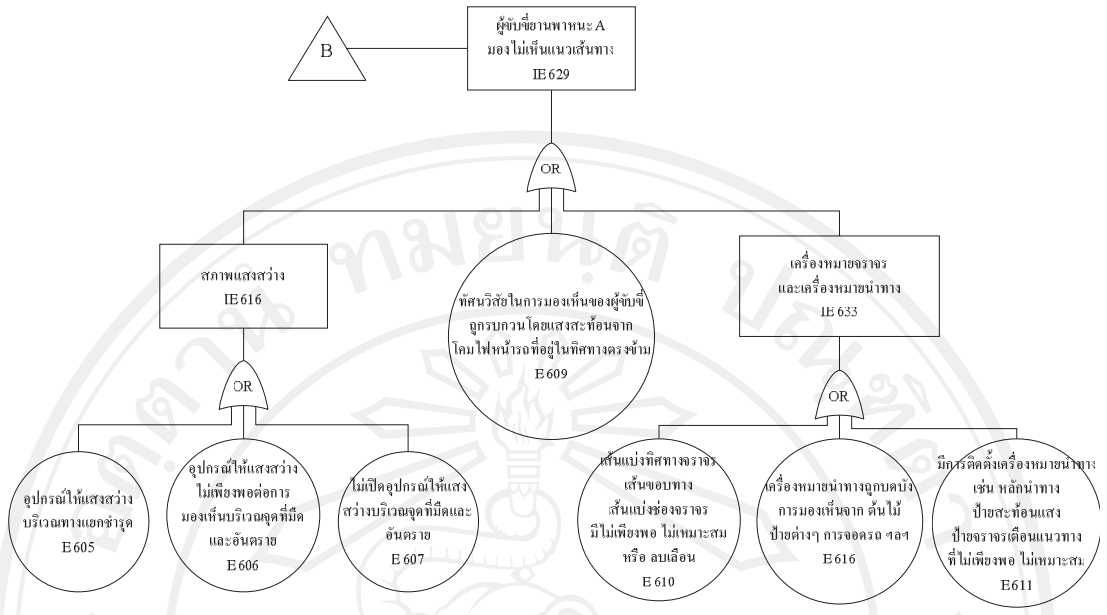 B
ผู้ขับขี่ยานพาหนะ A
มองไม่เห็นแนวเส้นทาง
IE 629
OR
สภาพแสงสว่าง
IE 616
ทัศนวิสัยในการมองเห็นของผู้ขับขี่
ถูกรบกวนโดยแสงสะท้อนจาก
โคมไฟหน้ารถที่อยู่ในทิศทางตรงข้าม
E 609
เครื่องหมายจราจร
และเครื่องหมายนำทาง
IE 633
OR
OR
อุปกรณ์ให้แสงสว่าง
บริเวณทางแยกชำรุด
E 605
อุปกรณ์ให้แสงสว่าง
ไม่เพียงพอต่อการ
มองเห็นบริเวณจุดที่มืด
และอันตราย
E 606
ไม่เปิดอุปกรณ์ให้แสง
สว่างบริเวณจุดที่มืดและ
อันตราย
E 607
เส้นแบ่งทิศทางจราจร
เส้นขอบทาง
เส้นแบ่งช่องจราจร
มีไม่เพียงพอ ไม่เหมาะสม
หรือ ลบเลือน
E 610
เครื่องหมายนำทางถูกบดบัง
การมองเห็นจาก ต้นไม้
ป้ายต่างๆ การจอดรถ ฯลฯ
E 616
มีการติดตั้งเครื่องหมายนำทาง
เช่น หลักนำทาง
ป้ายสะท้อนแสง
ป้ายจราจรเตือนแนวทาง
ที่ไม่เพียงพอ ไม่เหมาะสม
E 611